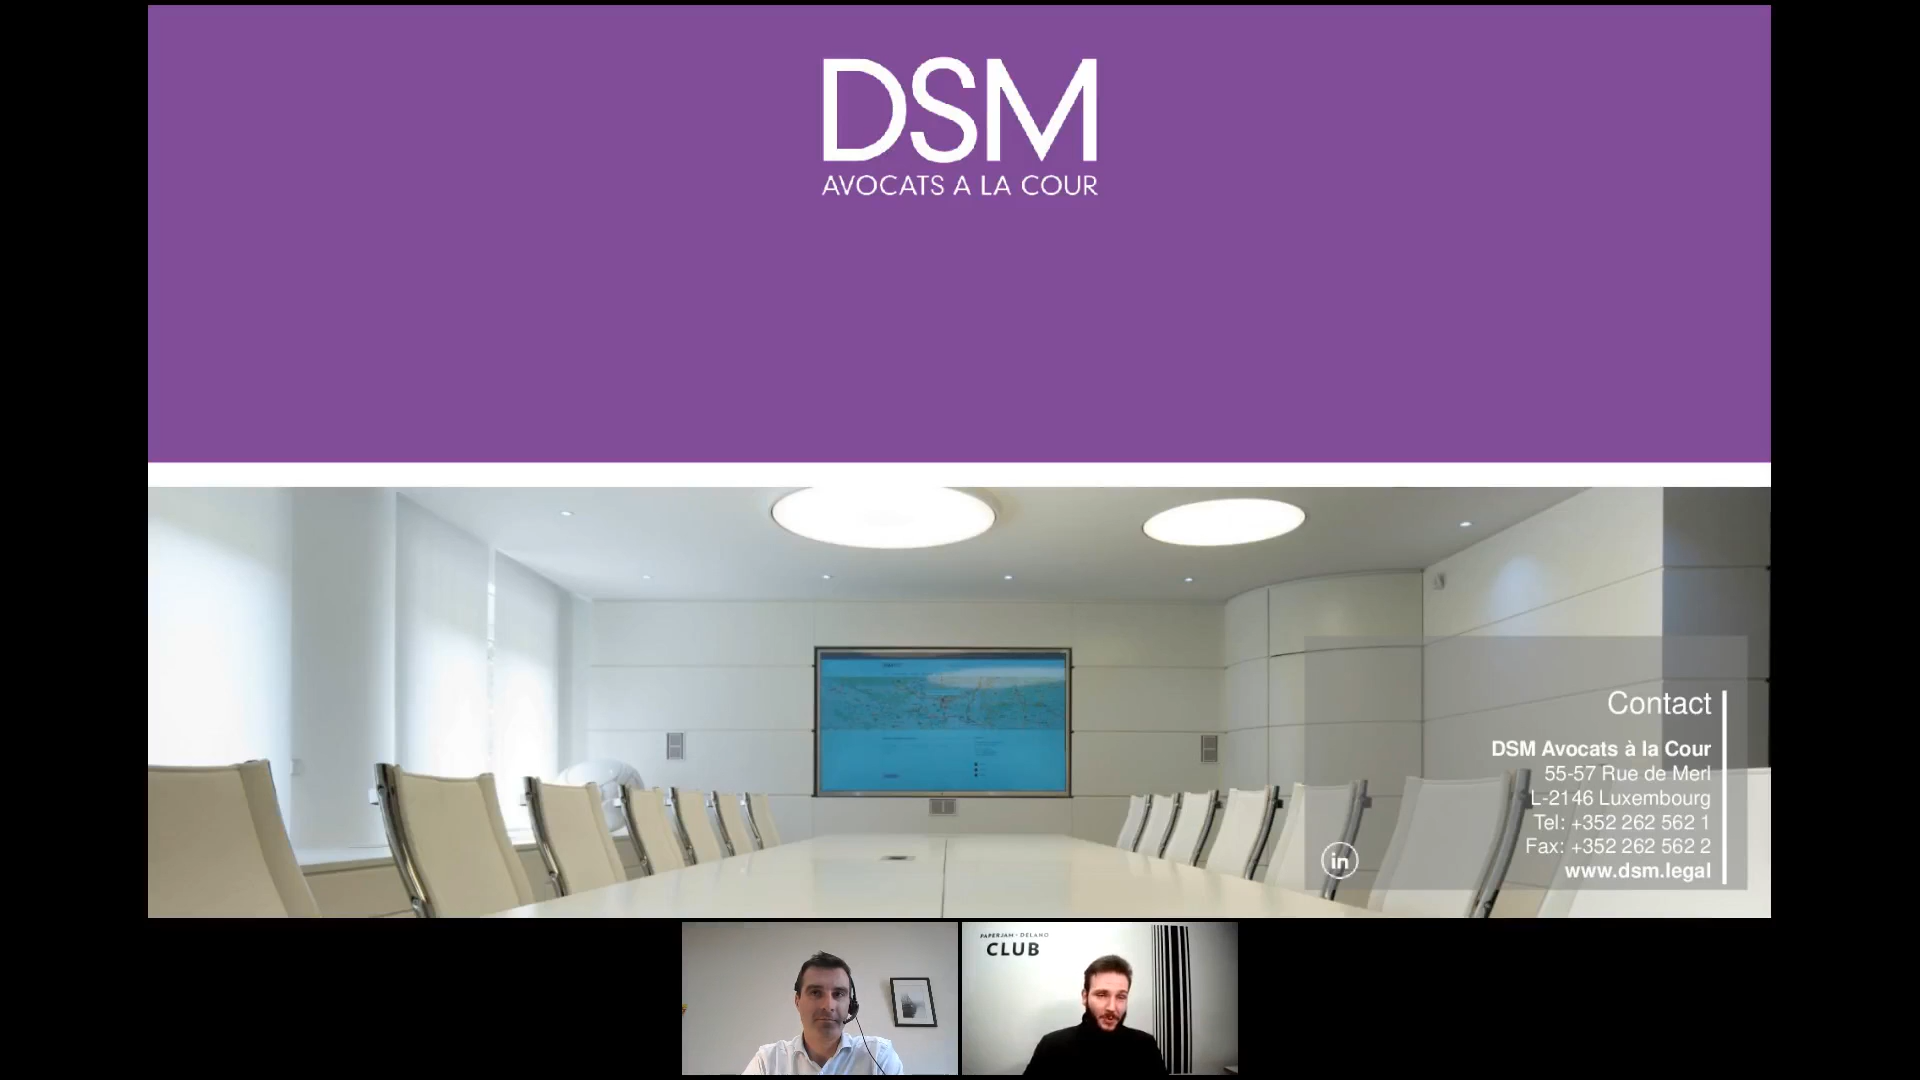 DSM
AVOCATS A LA COUR
Contact
DSM Avocats à la Cour
55-57 Rue de Merl
L-2146 Luxembourg
Tel: +352 262 562 1
Fax: +352 262 562 2
www.dsm.legal
in
PAPERJAM + DELANO
CLUB